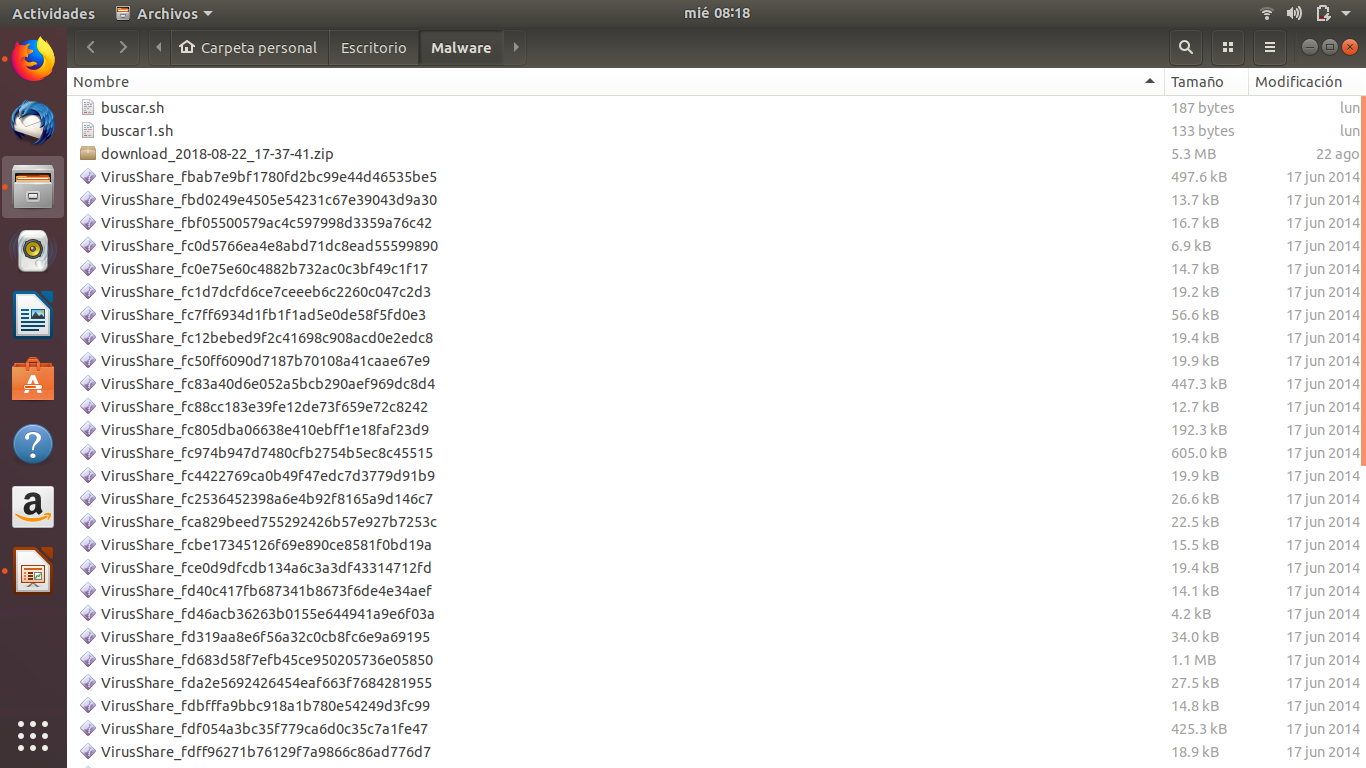 Actividades Archivos mié 08:18
Carpeta personal Escritorio Malware
Nombre Tamaño Modificación
buscar.sh 187 bytes lun
buscar1.sh 133 bytes lun
download_2018-08-22_17-37-41.zip 5.3 MB 22 ago
VirusShare_fbab7e9bf1780fd2bc99e44d46535be5 497.6 kB 17 jun 2014
VirusShare_fbd0249e4505e54231c67e39043d9a30 13.7 kB 17 jun 2014
VirusShare_fbf05500579ac4c597998d3359a76c42 16.7 kB 17 jun 2014
VirusShare_fc0d5766ea4e8abd71dc8ead55599890 6.9 kB 17 jun 2014
VirusShare_fc0e75e60c4882b732ac0c3bf49c1f17 14.7 kB 17 jun 2014
VirusShare_fc1d7dcfd6ce7ceeeb6c2260c047c2d3 19.2 kB 17 jun 2014
VirusShare_fc7ff6934d1fb1f1ad5e0de58f5fd0e3 56.6 kB 17 jun 2014
VirusShare_fc12bebed9f2c41698c908acd0e2edc8 19.4 kB 17 jun 2014
VirusShare_fc50ff6090d7187b70108a41caae67e9 19.9 kB 17 jun 2014
VirusShare_fc83a40d6e052a5bcb290aef969dc8d4 447.3 kB 17 jun 2014
VirusShare_fc88cc183e39fe12de73f659e72c8242 12.7 kB 17 jun 2014
VirusShare_fc805dba06638e410ebff1e18faf23d9 192.3 kB 17 jun 2014
VirusShare_fc974b947d7480cfb2754b5ec8c45515 605.0 kB 17 jun 2014
VirusShare_fc4422769ca0b49f47edc7d3779d91b9 19.9 kB 17 jun 2014
VirusShare_fc2536452398a6e4b92f8165a9d146c7 26.6 kB 17 jun 2014
VirusShare_fca829beed755292426b57e927b7253c 22.5 kB 17 jun 2014
VirusShare_fcbe17345126f69e890ce8581f0bd19a 15.5 kB 17 jun 2014
VirusShare_fce0d9dfcdb134a6c3a3df43314712fd 19.4 kB 17 jun 2014
VirusShare_fd40c417fb687341b8673f6de4e34aef 14.1 kB 17 jun 2014
VirusShare_fd46acb36263b0155e644941a9e6f03a 4.2 kB 17 jun 2014
VirusShare_fd319aa8e6f56a32c0cb8fc6e9a69195 34.0 kB 17 jun 2014
VirusShare_fd683d58f7efb45ce950205736e05850 1.1 MB 17 jun 2014
VirusShare_fda2e5692426454eaf663f7684281955 27.5 kB 17 jun 2014
VirusShare_fdbfffa9bbc918a1b780e54249d3fc99 14.8 kB 17 jun 2014
VirusShare_fdf054a3bc35f779ca6d0c35c7a1fe47 425.3 kB 17 jun 2014
VirusShare_fdff96271b76129f7a9866c86ad776d7 18.9 kB 17 jun 2014